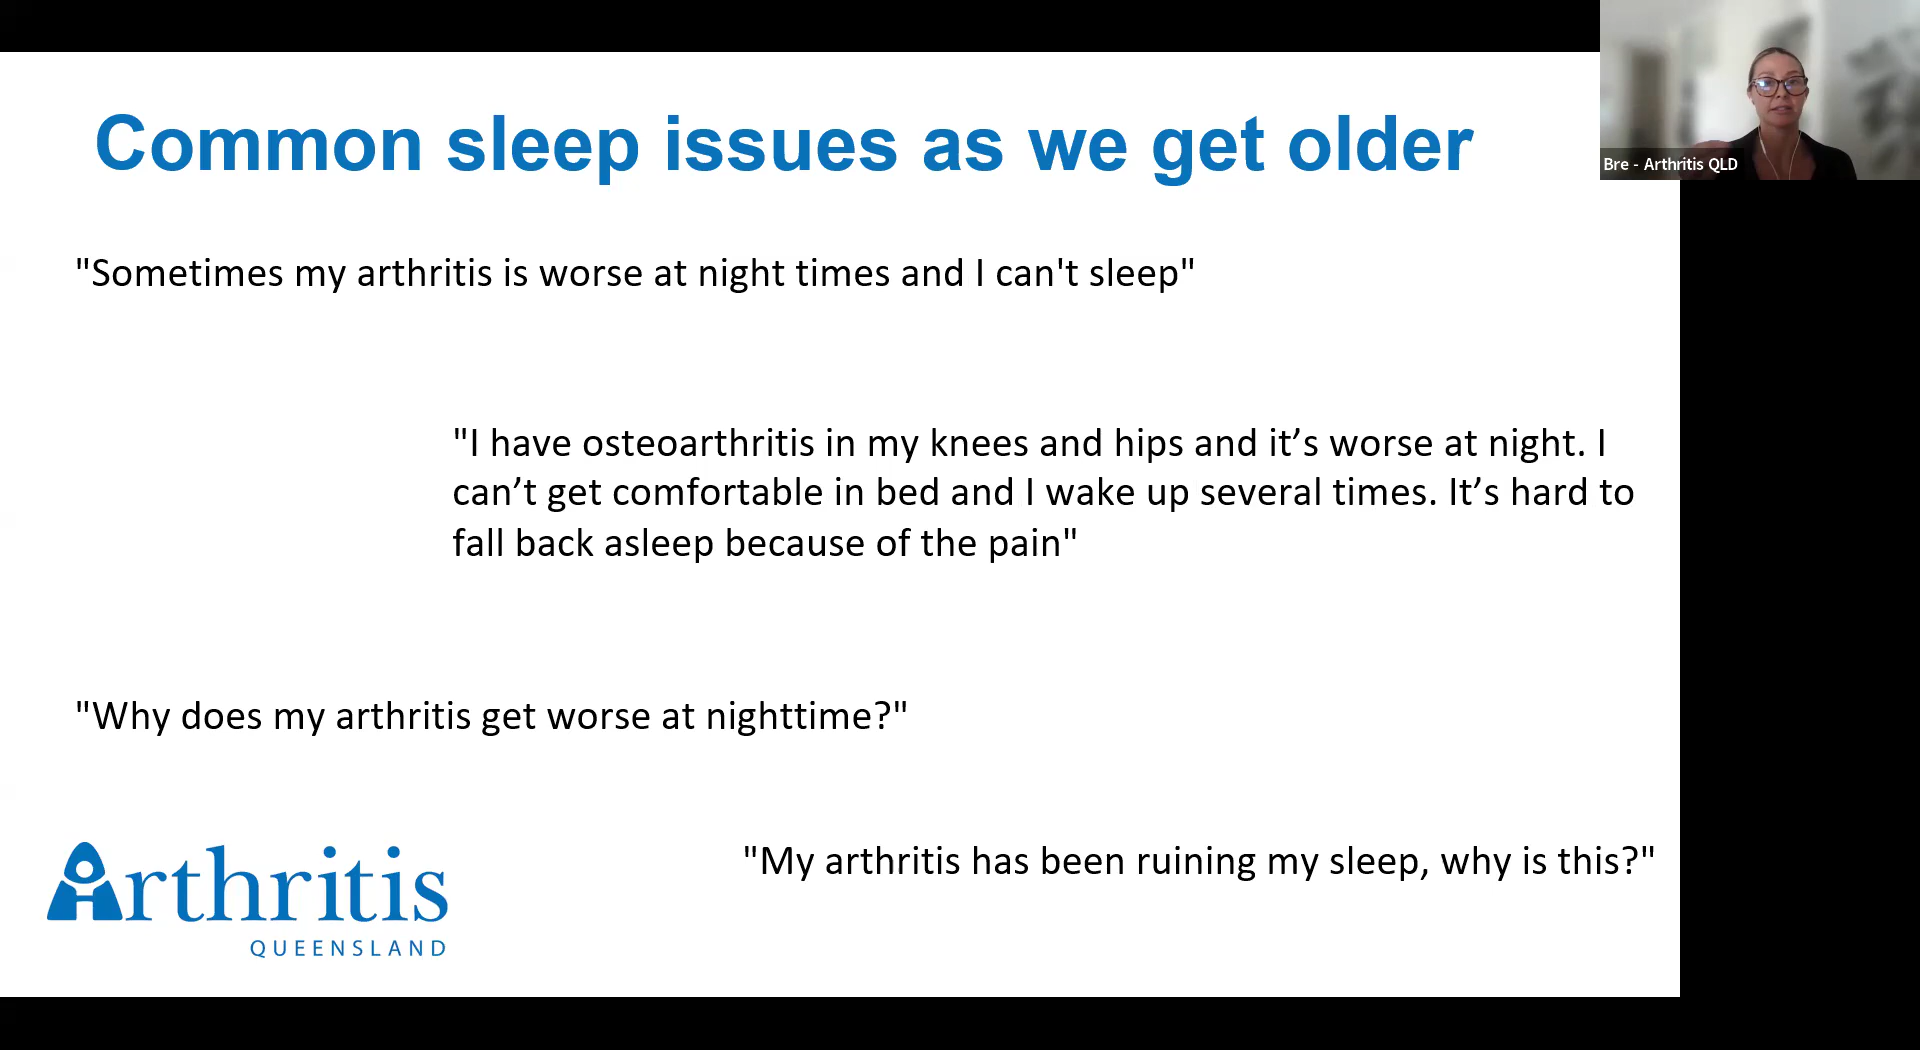 Common sleep issues as we get older
Bre - Arthritis QLD
"Sometimes my arthritis is worse at night times and I can't sleep"
"I have osteoarthritis in my knees and hips and it’s worse at night. I
can’t get comfortable in bed and I wake up several times. It’s hard to
fall back asleep because of the pain"
"Why does my arthritis get worse at nighttime?"
"My arthritis has been ruining my sleep, why is this?"
Arthritis
QUEENSLAND